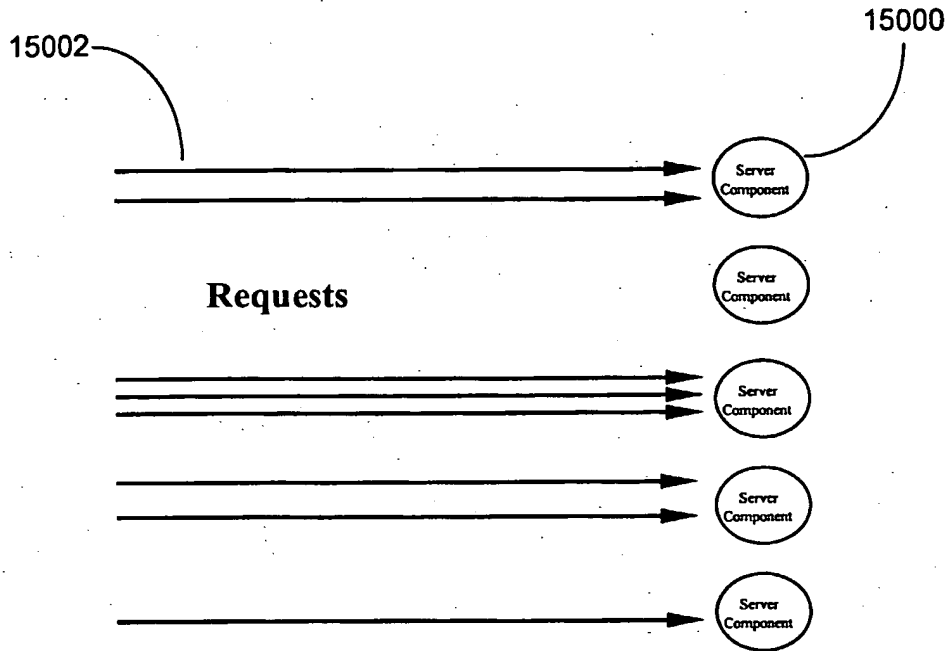 15002
15000
Server
Component
Server
Component
Requests
Server
Component
Server
Component
Server
Component